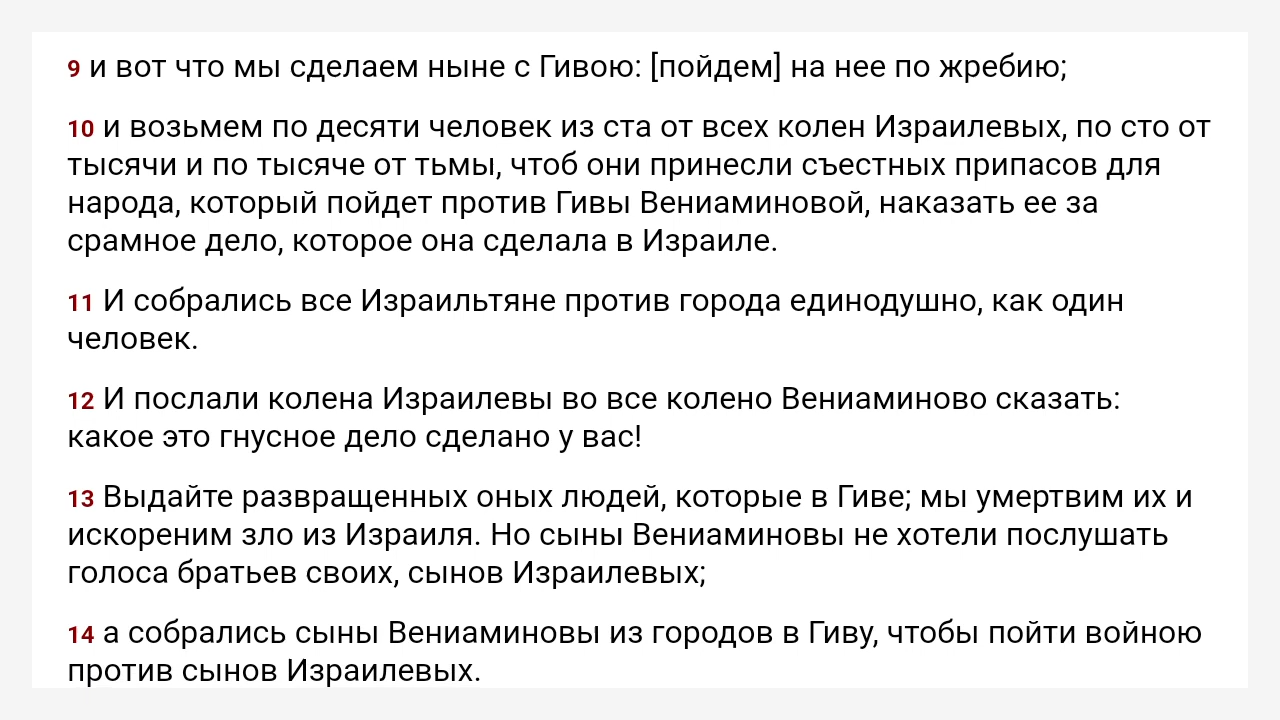 9 и вот что мы сделаем ныне с Гивою: [пойдем] на нее по жребию;
10 и возьмем по десяти человек из ста от всех колен Израилевых, по сто от
тысячи и по тысяче от тьмы, чтоб они принесли съестных припасов для
народа, который пойдет против Гивы Вениаминовой, наказать ее за
срамное дело, которое она сделала в Израиле.
11 И собрались все Израильтяне против города единодушно, как один
человек.
12 И послали колена Израилевы во все колено Вениаминово сказать:
какое это гнусное дело сделано у вас!
13 Выдайте развращенных оных людей, которые в Гиве; мы умертвим их и
искореним зло из Израиля. Но сыны Вениаминовы не хотели послушать
голоса братьев своих, сынов Израилевых;
14 а собрались сыны Вениаминовы из городов в Гиву, чтобы пойти войною
против сынов Израилевых.